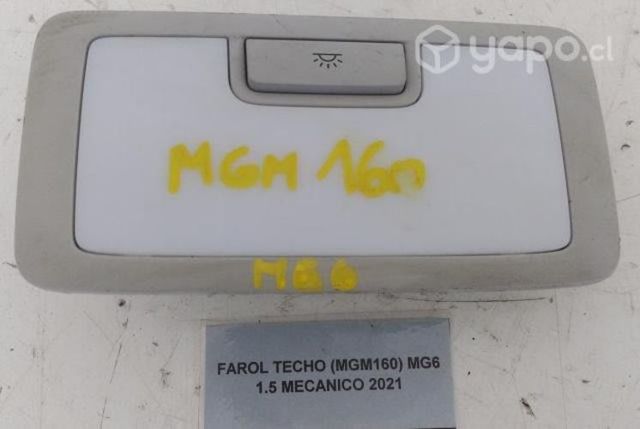 yapo.cl
MGM 160
MG6
FAROL TECHO (MGM160) MG6
1.5 MECANICO 2021